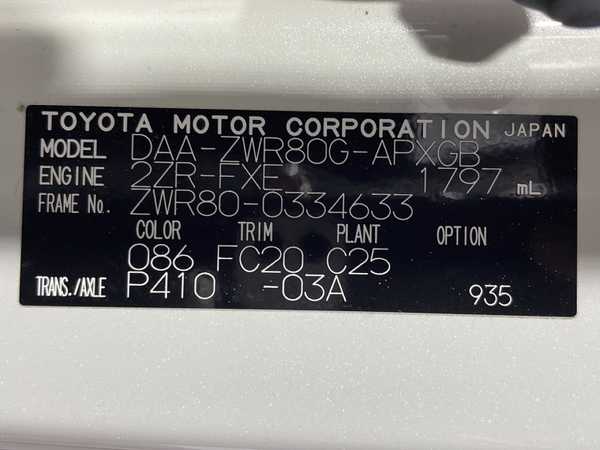 TOYOTA MOTOR CORPORATION JAPAN
MODEL DAA-ZWR80G-APXGB
ENGINE 2ZR-FXE 1797 mL
FRAME No. ZWR80-0334633
COLOR TRIM PLANT OPTION
086 FC20 C25
TRANS./AXLE P410 -03A 935